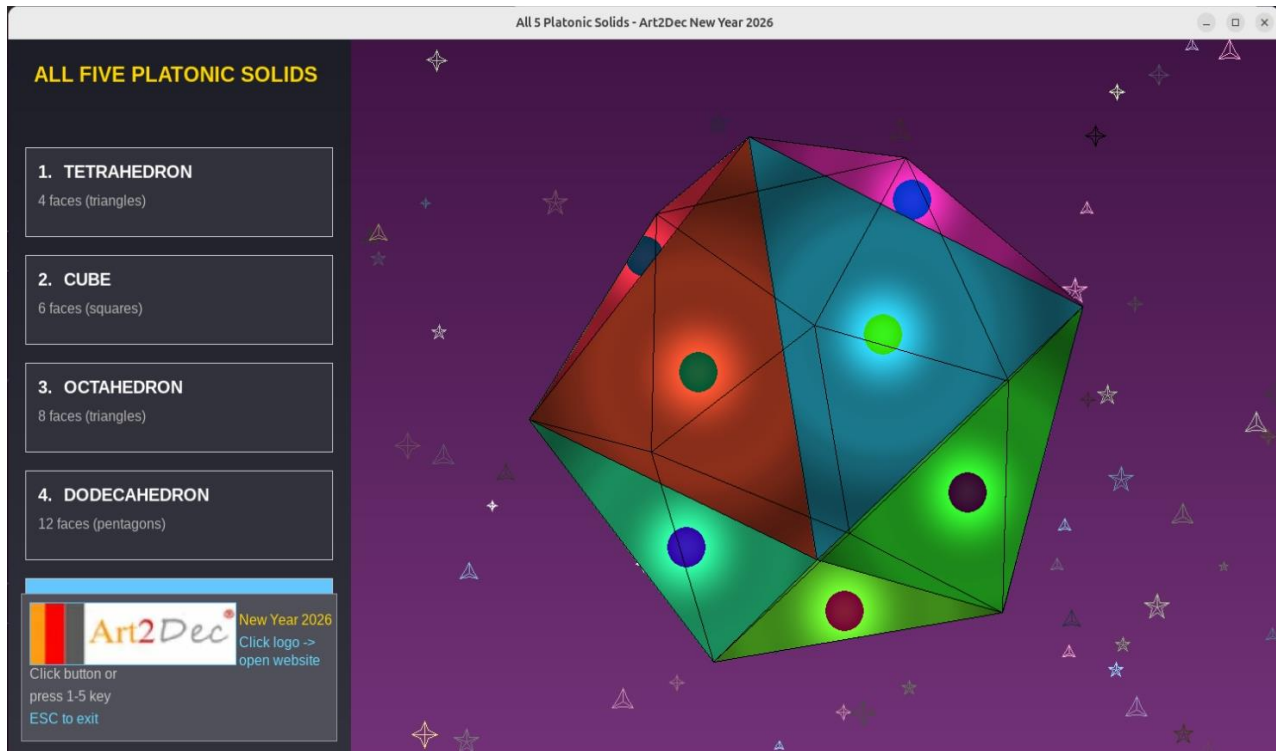 All 5 Platonic Solids - Art2Dec New Year 2026
ALL FIVE PLATONIC SOLIDS
1. TETRAHEDRON
4 faces (triangles)
2. CUBE
6 faces (squares)
3. OCTAHEDRON
8 faces (triangles)
4. DODECAHEDRON
12 faces (pentagons)
Art2Dec®
New Year 2026
Click logo ->
open website
Click button or
press 1-5 key
ESC to exit